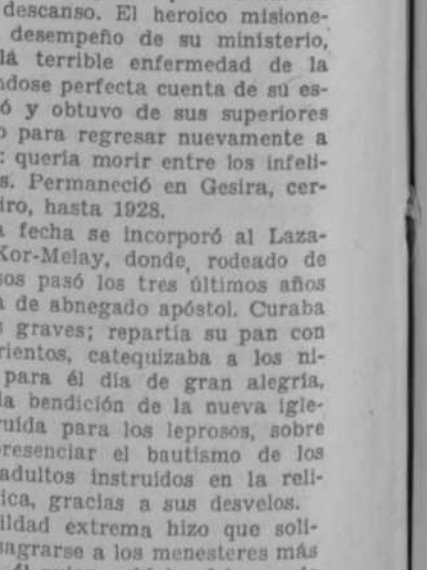 descanso. El heroico misione-
desempeño de su ministerio,
lá terrible enfermedad de la
ndose perfecta cuenta de su es-
ó y obtuvo de sus superiores
o para regresar nuevamente a
: quería morir entre los infeli-
s. Permaneció en Gesira, cer-
iro, hasta 1928.
a fecha se incorporó al Laza-
Kor-Melay, donde, rodeado de
sos pasó los tres últimos años
a de abnegado apóstol. Curaba
s graves; repartía su pan con
rientos, catequizaba a los ni-
para él día de gran alegría,
la bendición de la nueva igle-
ruída para los leprosos, sobre
presenciar el bautismo de los
adultos instruídos en la reli-
ica, gracias a sus desvelos.
ildad extrema hizo que soli-
sagrarse a los menesteres más